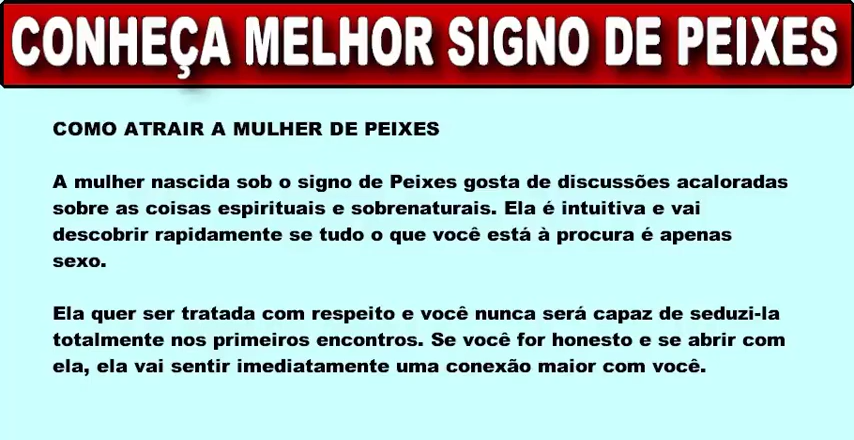 CONHEÇA MELHOR SIGNO DE PEIXES
COMO ATRAIR A MULHER DE PEIXES
A mulher nascida sob o signo de Peixes gosta de discussões acaloradas
sobre as coisas espirituais e sobrenaturais. Ela é intuitiva e vai
descobrir rapidamente se tudo o que você está à procura é apenas
sexo.
Ela quer ser tratada com respeito e você nunca será capaz de seduzi-la
totalmente nos primeiros encontros. Se você for honesto e se abrir com
ela, ela vai sentir imediatamente uma conexão maior com você.